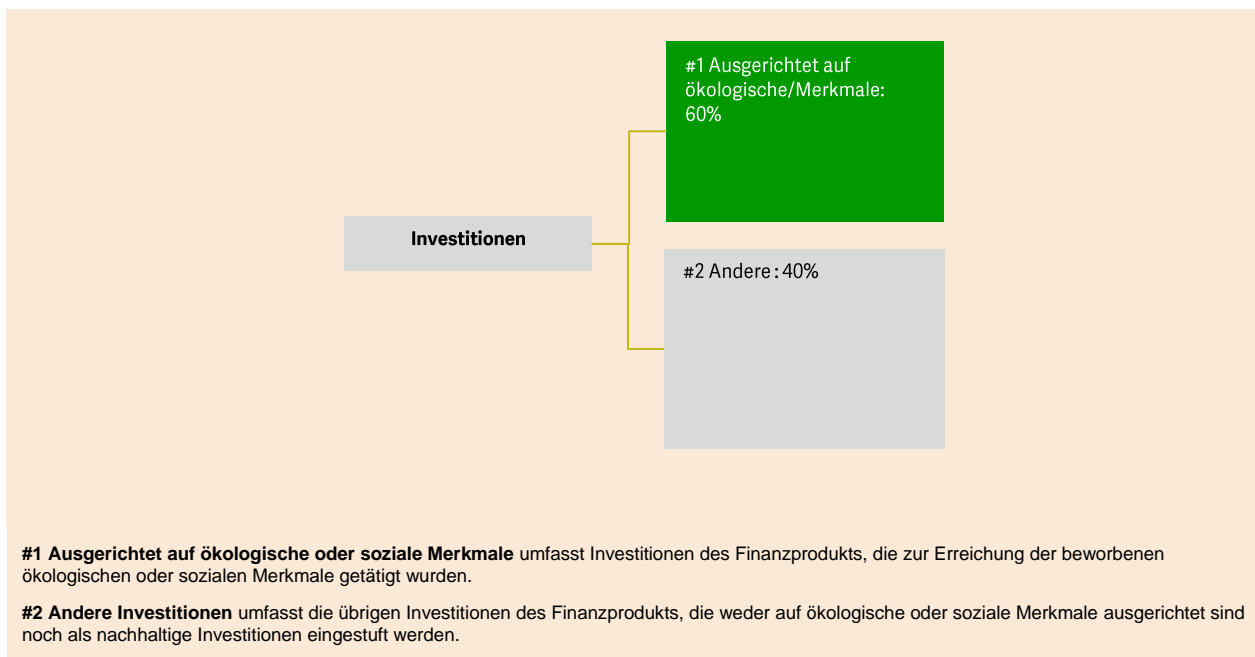 #1 Ausgerichtet auf
ökologische/Merkmale:
60%
Investitionen
#2 Andere : 40%
#1 Ausgerichtet auf ökologische oder soziale Merkmale umfasst Investitionen des Finanzprodukts, die zur Erreichung der beworbenen
ökologischen oder sozialen Merkmale getätigt wurden.
#2 Andere Investitionen umfasst die übrigen Investitionen des Finanzprodukts, die weder auf ökologische oder soziale Merkmale ausgerichtet sind
noch als nachhaltige Investitionen eingestuft werden.